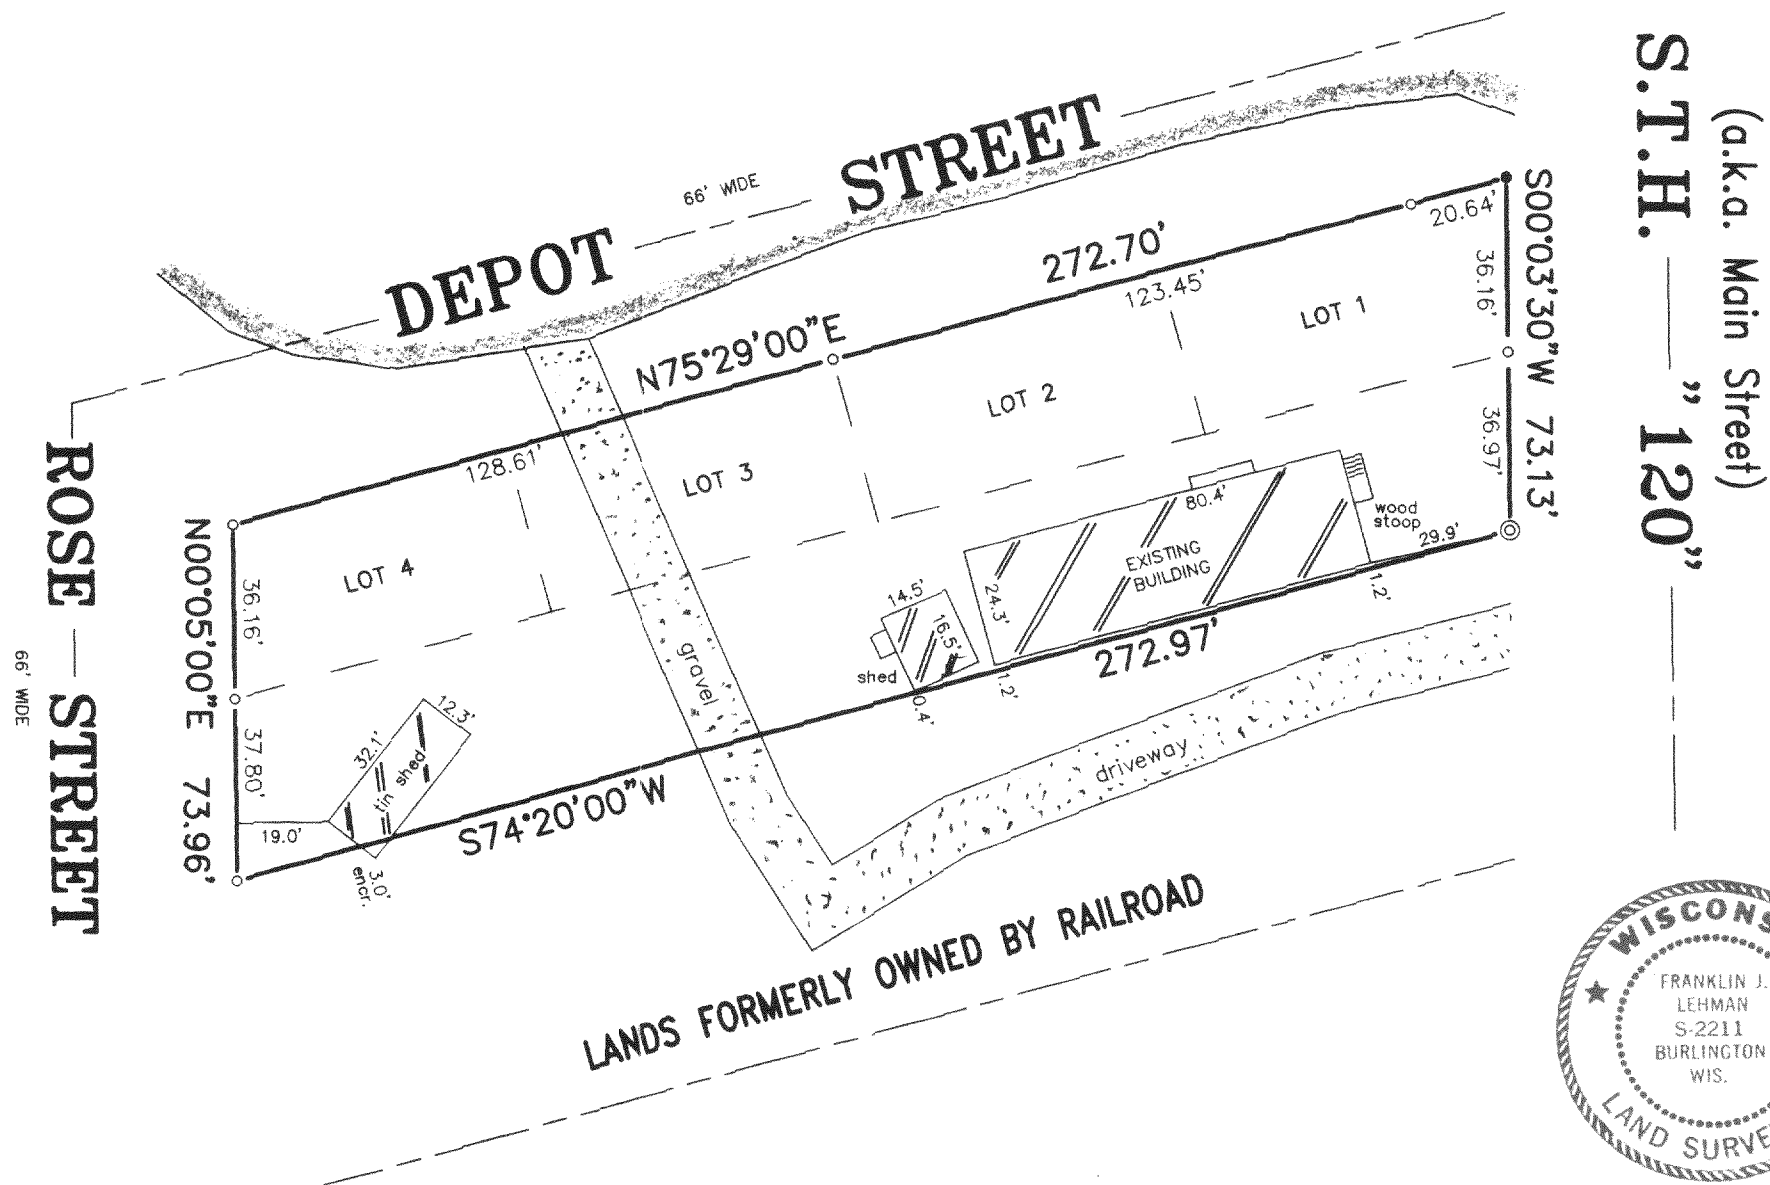 DEPOT STREET
66' WIDE
S.T.H. "120"
(a.k.a. Main Street)
ROSE STREET
66' WIDE
N75°29'00"E
272.70'
20.64'
123.45'
128.61'
S00°03'30"W 73.13'
36.16'
36.97'
LOT 1
LOT 2
LOT 3
LOT 4
N00°05'00"E 73.96'
36.16'
37.80'
EXISTING
BUILDING
80.4'
24.3'
wood
stoop
29.9'
1.2'
1.2'
14.5'
16.5'±
shed
0.4'
272.97'
S74°20'00"W
gravel
driveway
12.3'
32.1'
tin shed
19.0'
3.0'
encr.
LANDS FORMERLY OWNED BY RAILROAD
WISCONS
FRANKLIN J.
LEHMAN
S-2211
BURLINGTON
WIS.
LAND SURVE